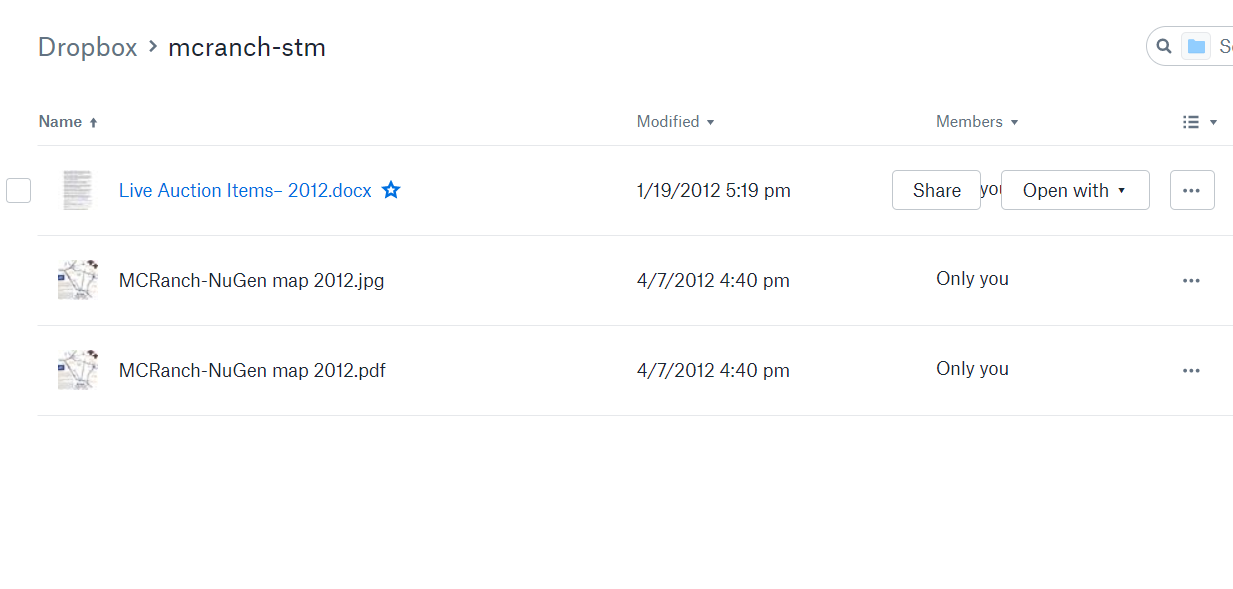 Dropbox > mcranch-stm
Name Modified Members
Live Auction Items– 2012.docx 1/19/2012 5:19 pm Share you Open with
MCRanch-NuGen map 2012.jpg 4/7/2012 4:40 pm Only you
MCRanch-NuGen map 2012.pdf 4/7/2012 4:40 pm Only you